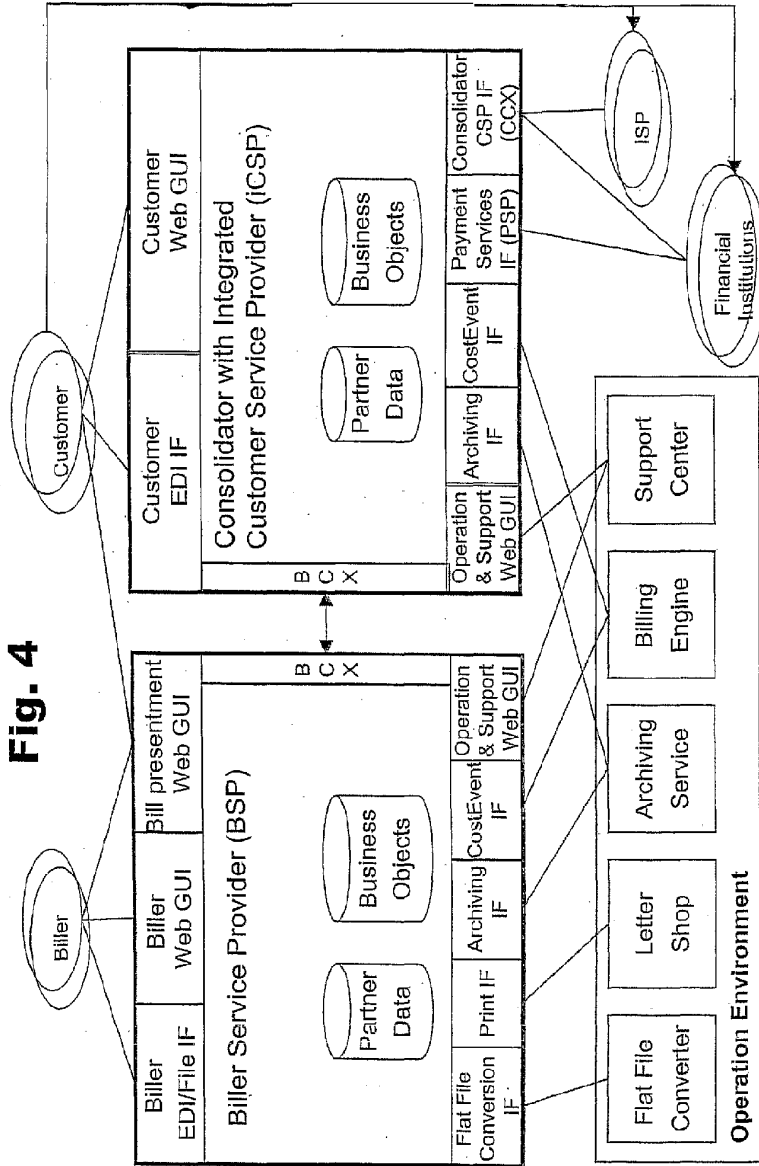 Fig. 4
Biller
Customer
Biller
EDI/File IF
Biller
Web GUI
Bill presentment
Web GUI
Biller Service Provider (BSP)
Partner
Data
Business
Objects
B
C
X
Flat File
Conversion
IF
Print IF
Archiving
IF
CostEvent
IF
Operation
& Support
Web GUI
Customer
EDI IF
Customer
Web GUI
Consolidator with Integrated
Customer Service Provider (iCSP)
B
C
X
Partner
Data
Business
Objects
Operation
& Support
Web GUI
Archiving
IF
CostEvent
IF
Payment
Services
IF (PSP)
Consolidator
CSP IF
(CCX)
Flat File
Converter
Letter
Shop
Archiving
Service
Billing
Engine
Support
Center
Operation Environment
Financial
Institutions
ISP